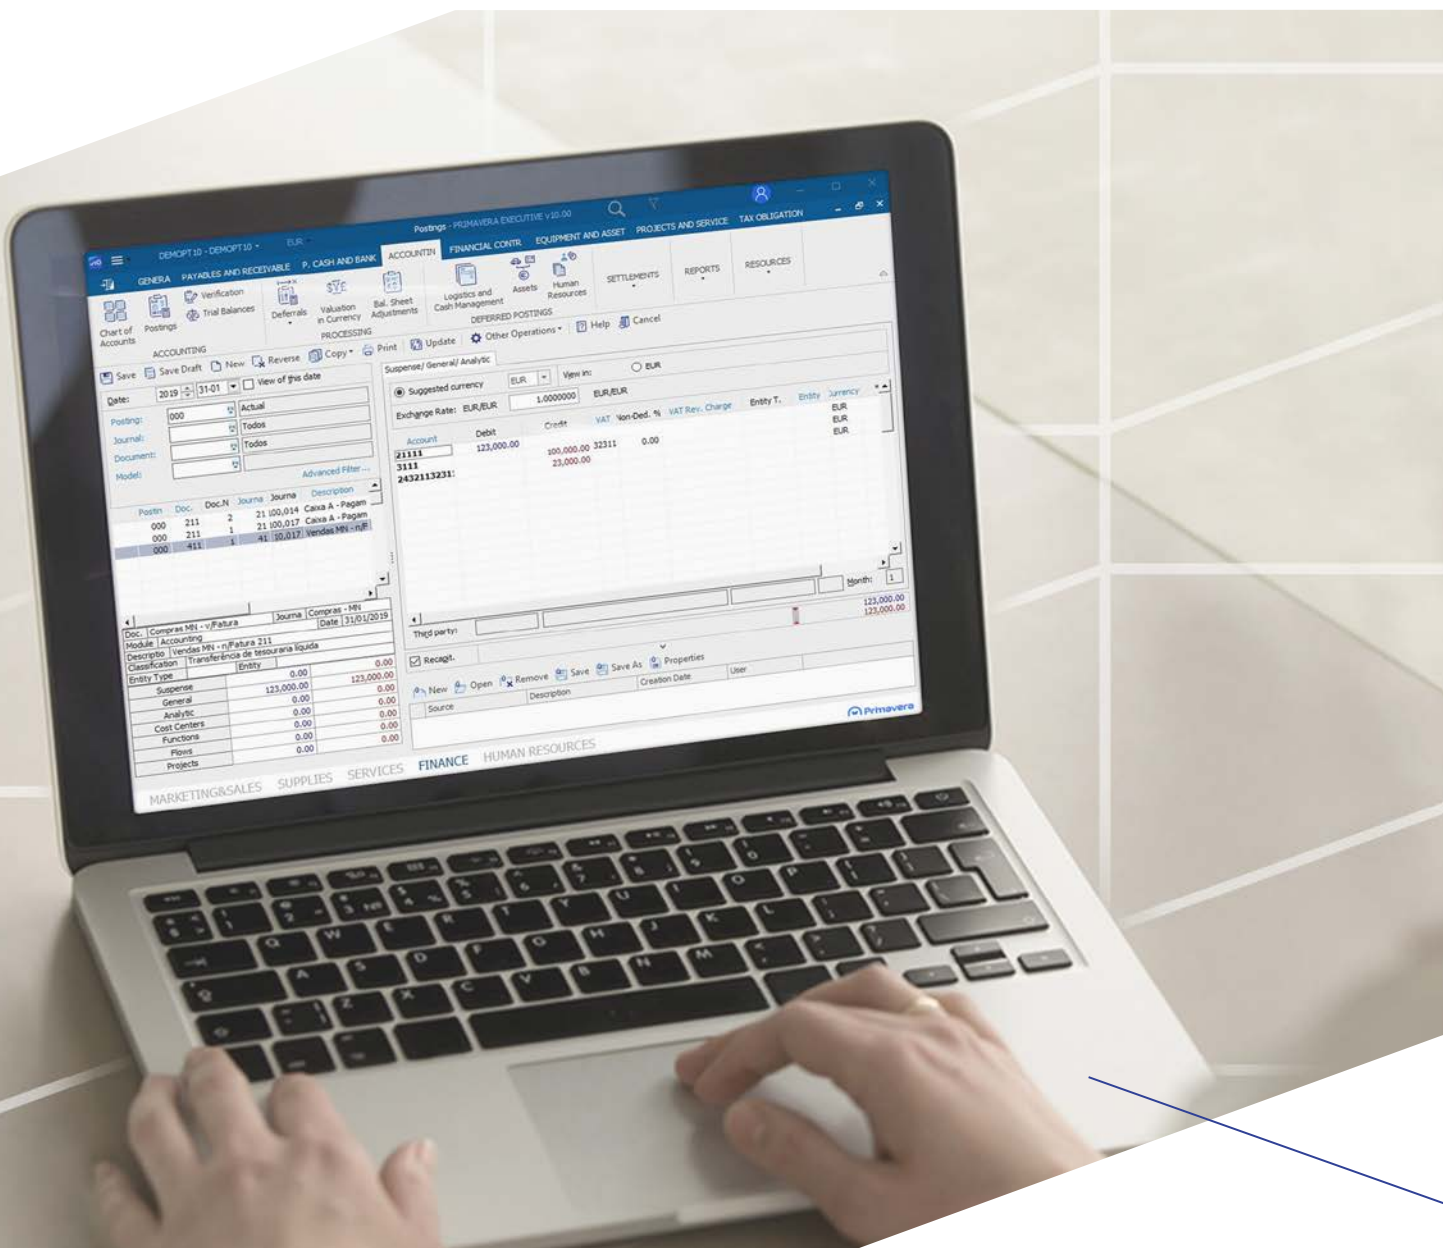 DEMOPT10 - DEMOPT10 EUR Postings - PRIMAVERA EXECUTIVE v10.00
GENERA PAYABLES AND RECEIVABLE P. CASH AND BANK ACCOUNTIN FINANCIAL CONTR EQUIPMENT AND ASSET PROJECTS AND SERVICE TAX OBLIGATION
Chart of Accounts
Postings
Verification
Trial Balances
Deferrals
Valuation in Currency
Bal. Sheet Adjustments
Logistics and Cash Management
Assets
Human Resources
SETTLEMENTS
REPORTS
RESOURCES
ACCOUNTING PROCESSING DEFERRED POSTINGS
Save Save Draft New Reverse Copy Print Update Other Operations Help Cancel
Date: 2019 31-01 View of this date
Posting: 000 Actual
Journal: Todos
Document: Todos
Model:
Advanced Filter...
Postin Doc. Doc.N Journa Journa Description
000 211 2 21 100,014 Caixa A - Pagam
000 211 1 21 100,017 Caixa A - Pagam
000 411 1 41 10,017 Vendas MN - n/F
Suspense/ General/ Analytic
Suggested currency EUR View in: EUR
Exchange Rate: EUR/EUR 1.0000000 EUR/EUR
Account Debit Credit VAT Non-Ded. % VAT Rev. Charge Entity T. Entity Currency
21111 123,000.00 EUR
3111 100,000.00 32311 0.00 EUR
2432113231: 23,000.00 EUR
Month: 1
Third party: 123,000.00
123,000.00
Doc. Compras MN - v/Fatura Journa Compras - MN
Module Accounting Date 31/01/2019
Descriptio Vendas MN - n/Fatura 211
Classification Transferência de tesouraria líquida
Entity Type Entity
Suspense 0.00 0.00
General 123,000.00 123,000.00
Analytic 0.00 0.00
Cost Centers 0.00 0.00
Functions 0.00 0.00
Flows 0.00 0.00
Projects 0.00 0.00
Recapit.
New Open Remove Save Save As Properties
Source Description Creation Date User
Primavera
MARKETING&SALES SUPPLIES SERVICES FINANCE HUMAN RESOURCES
Q W E R T Y U I O P
A S D F G H J K L
Z X C V B N M